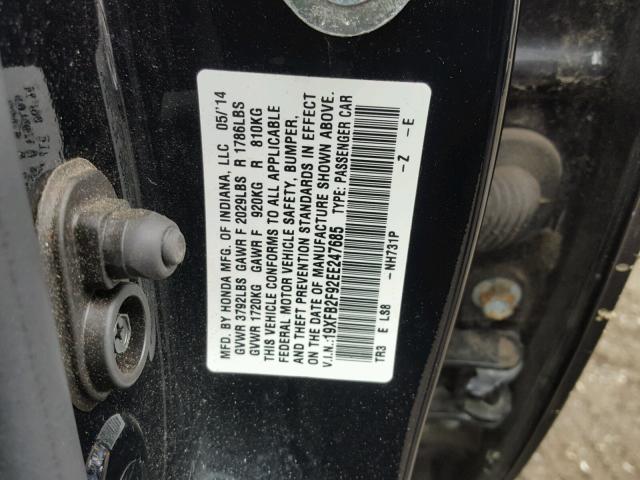 MFD. BY HONDA MFG. OF INDIANA, LLC 05/'14
GVWR 3792LBS GAWR F 2029LBS R 1786LBS
GVWR 1720KG GAWR F 920KG R 810KG
THIS VEHICLE CONFORMS TO ALL APPLICABLE
FEDERAL MOTOR VEHICLE SAFETY, BUMPER,
AND THEFT PREVENTION STANDARDS IN EFFECT
ON THE DATE OF MANUFACTURE SHOWN ABOVE.
V.I.N.:19XFB2F92EE247685 TYPE: PASSENGER CAR
TR3 E LS8 -NH731P -Z -E